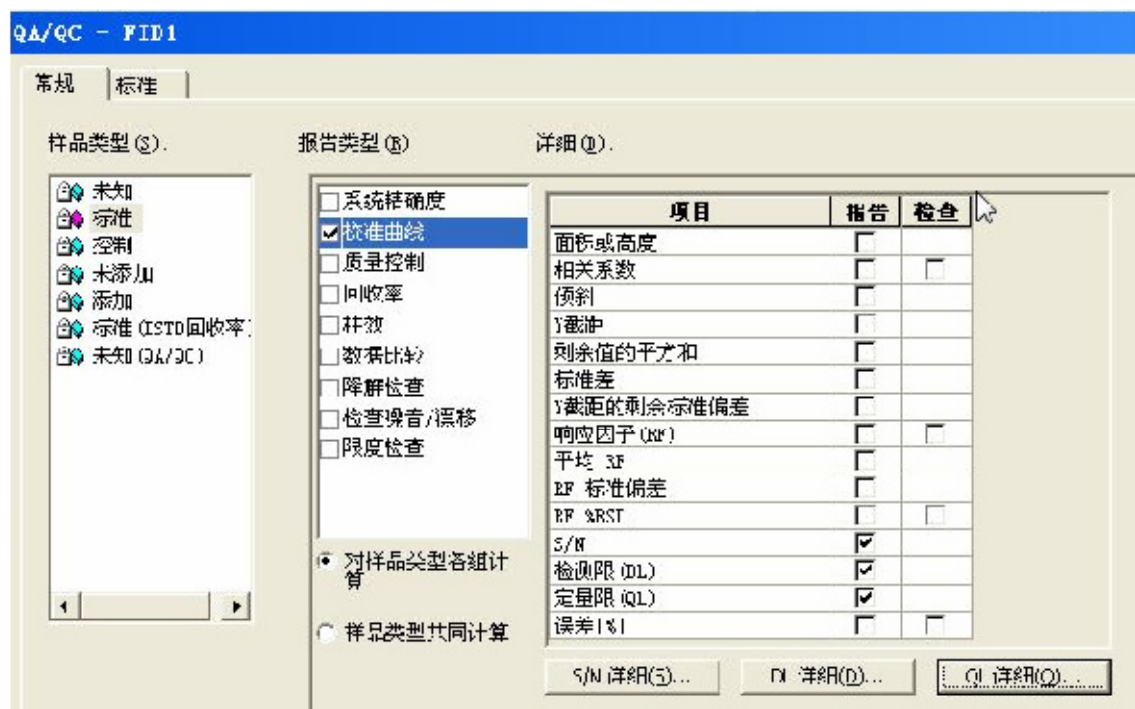 QA/QC - FID1
常规
标准
样品类型(S).
未知
标准
控制
未添加
添加
标准(ISTD回收率)
未知(QA/QC)
报告类型(R)
系统精确度
校准曲线
质量控制
回收率
柱效
数据比较
降解检查
检查噪音/漂移
限度检查
对样品类型各组计算
样品类型共同计算
详细(D).
项目 报告 检查
面积或高度
相关系数
倾斜
Y截距
剩余值的平方和
标准差
Y截距的剩余标准偏差
响应因子(RF)
平均 RF
RF 标准偏差
RF %RSD
S/N
检测限(DL)
定量限(QL)
误差[%]
S/N 详细(S)...
DL 详细(D)...
QL 详细(Q)...